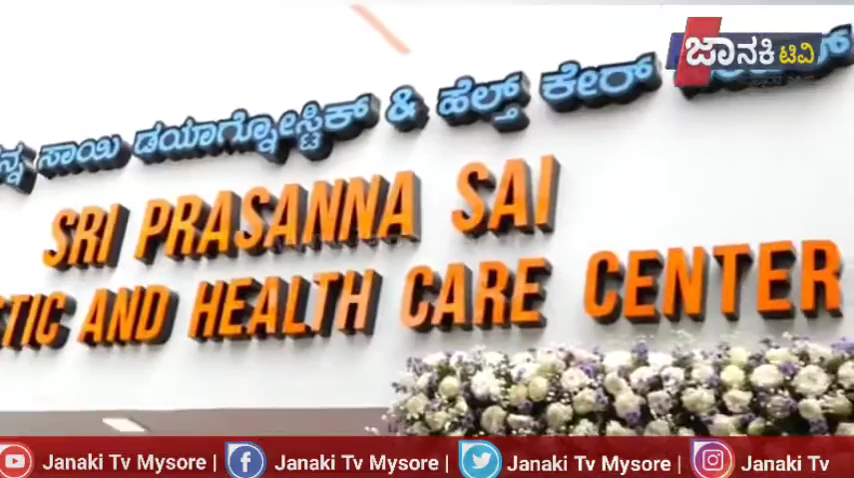 ಜಾನಕಿ ಟಿವಿ
ಸಾಯಿ ಡಯಾಗ್ನೋಸ್ಟಿಕ್ & ಹೆಲ್ತ್ ಕೇರ್
SRI PRASANNA SAI
STIC AND HEALTH CARE CENTER
Janaki Tv Mysore | Janaki Tv Mysore | Janaki Tv Mysore | Janaki Tv